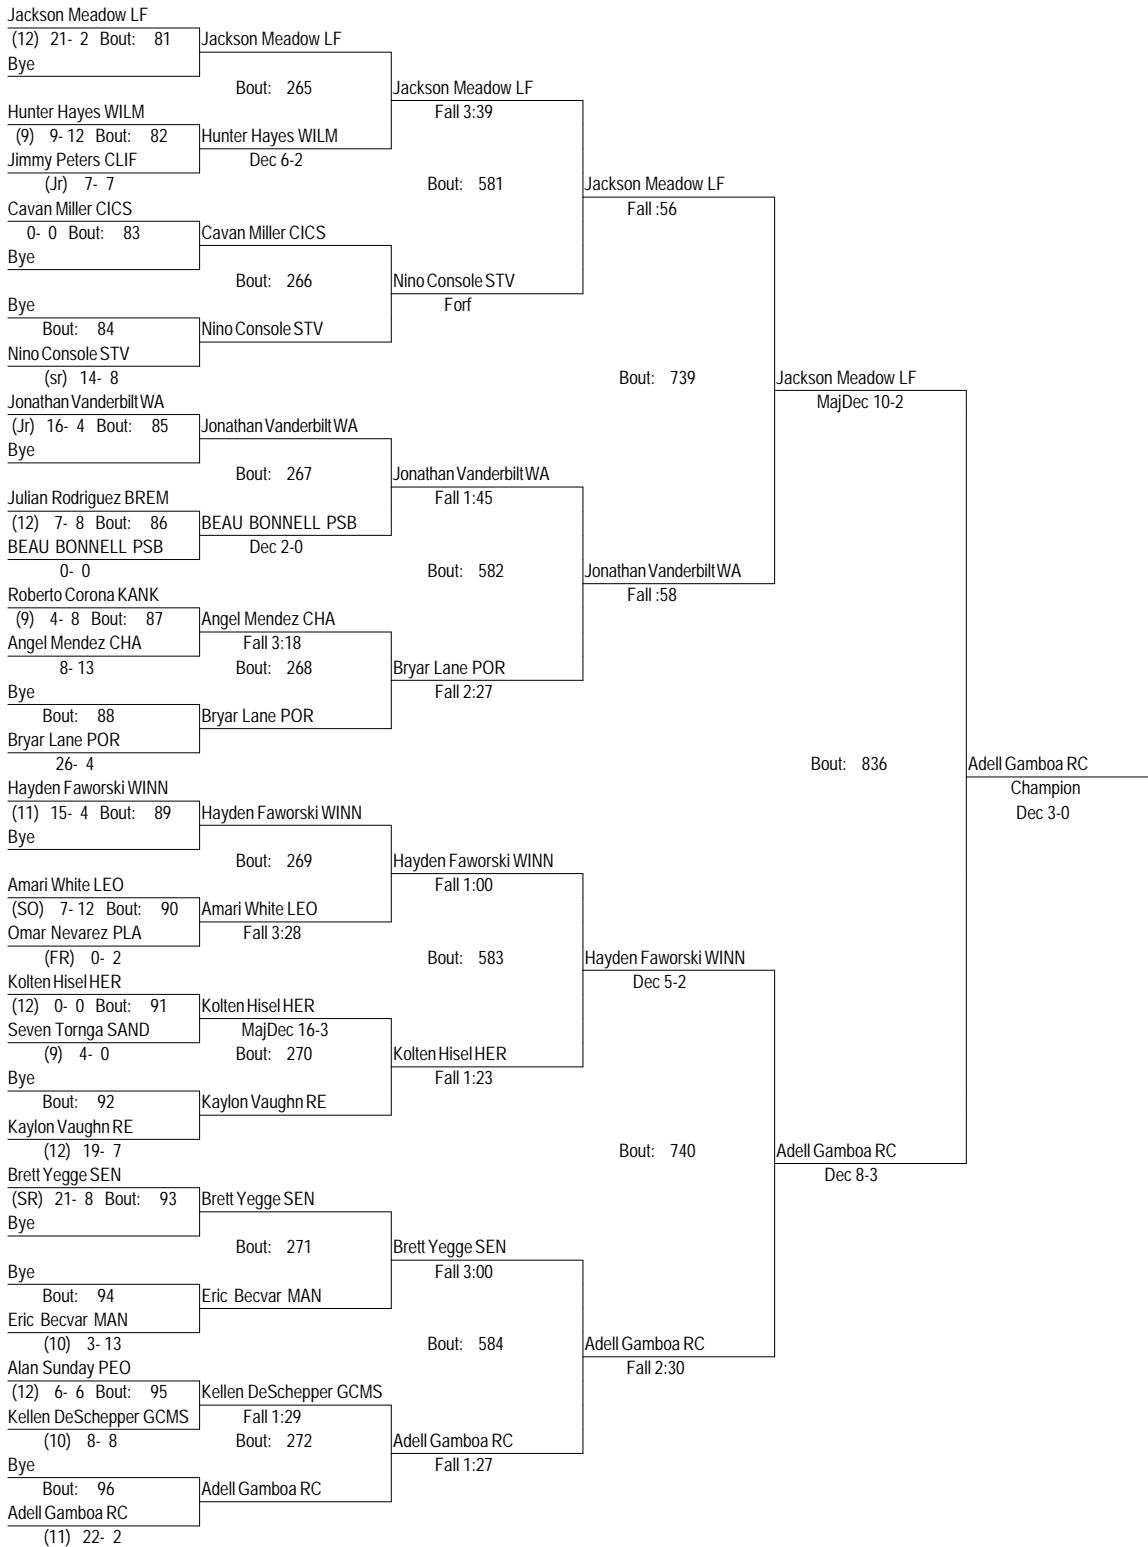 Jackson Meadow LF
(12) 21- 2 Bout: 81 Jackson Meadow LF
Bye
Bout: 265 Jackson Meadow LF
Hunter Hayes WILM Fall 3:39
(9) 9- 12 Bout: 82 Hunter Hayes WILM
Jimmy Peters CLIF Dec 6-2
(Jr) 7- 7 Bout: 581 Jackson Meadow LF
Cavan Miller CICS Fall :56
0- 0 Bout: 83 Cavan Miller CICS
Bye
Bout: 266 Nino Console STV
Bye Forf
Bout: 84 Nino Console STV
Nino Console STV
(sr) 14- 8 Bout: 739 Jackson Meadow LF
Jonathan Vanderbilt WA MajDec 10-2
(Jr) 16- 4 Bout: 85 Jonathan Vanderbilt WA
Bye
Bout: 267 Jonathan Vanderbilt WA
Julian Rodriguez BREM Fall 1:45
(12) 7- 8 Bout: 86 BEAU BONNELL PSB
BEAU BONNELL PSB Dec 2-0
0- 0 Bout: 582 Jonathan Vanderbilt WA
Roberto Corona KANK Fall :58
(9) 4- 8 Bout: 87 Angel Mendez CHA
Angel Mendez CHA Fall 3:18
8- 13 Bout: 268 Bryar Lane POR
Bye Fall 2:27
Bout: 88 Bryar Lane POR
Bryar Lane POR
26- 4 Bout: 836 Adell Gamboa RC
Hayden Faworski WINN Champion
(11) 15- 4 Bout: 89 Hayden Faworski WINN Dec 3-0
Bye
Bout: 269 Hayden Faworski WINN
Amari White LEO Fall 1:00
(SO) 7- 12 Bout: 90 Amari White LEO
Omar Nevarez PLA Fall 3:28
(FR) 0- 2 Bout: 583 Hayden Faworski WINN
Kolten Hisel HER Dec 5-2
(12) 0- 0 Bout: 91 Kolten Hisel HER
Seven Tornga SAND MajDec 16-3
(9) 4- 0 Bout: 270 Kolten Hisel HER
Bye Fall 1:23
Bout: 92 Kaylon Vaughn RE
Kaylon Vaughn RE
(12) 19- 7 Bout: 740 Adell Gamboa RC
Brett Yegge SEN Dec 8-3
(SR) 21- 8 Bout: 93 Brett Yegge SEN
Bye
Bout: 271 Brett Yegge SEN
Bye Fall 3:00
Bout: 94 Eric Becvar MAN
Eric Becvar MAN
(10) 3- 13 Bout: 584 Adell Gamboa RC
Alan Sunday PEO Fall 2:30
(12) 6- 6 Bout: 95 Kellen DeSchepper GCMS
Kellen DeSchepper GCMS Fall 1:29
(10) 8- 8 Bout: 272 Adell Gamboa RC
Bye Fall 1:27
Bout: 96 Adell Gamboa RC
Adell Gamboa RC
(11) 22- 2